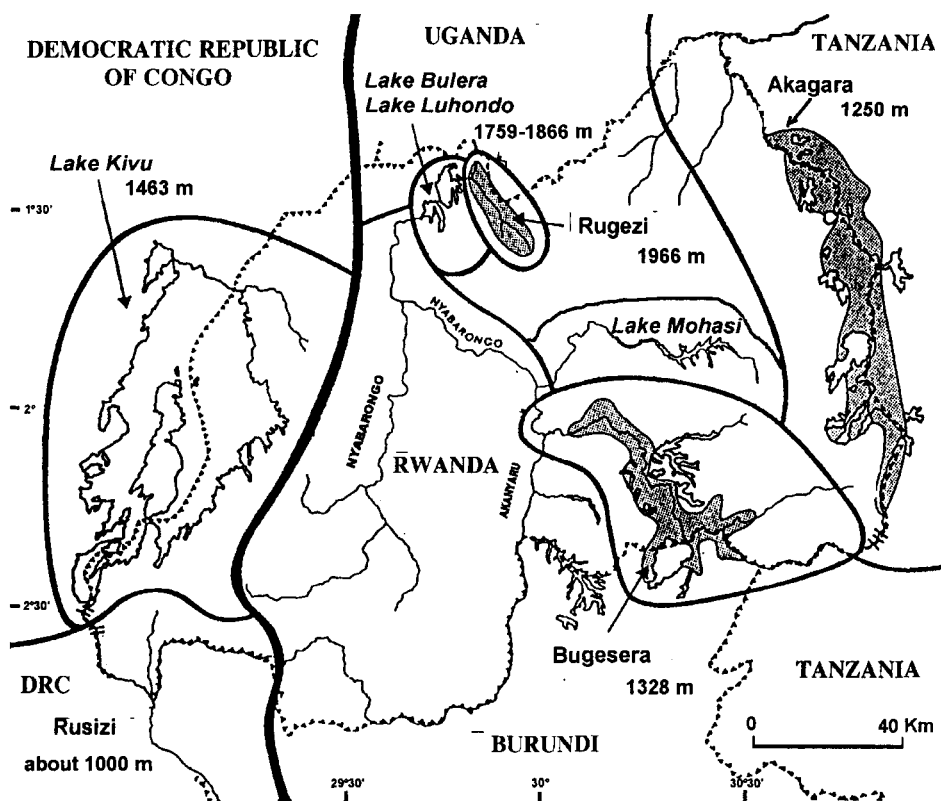 DEMOCRATIC REPUBLIC
OF CONGO
UGANDA
TANZANIA
Lake Bulera
Lake Luhondo
1759-1866 m
Akagara
1250 m
Lake Kivu
1463 m
1°30'
Rugezi
1966 m
NYABARONGO
Lake Mohasi
2°
NYABARONGO
RWANDA
AKANYARU
2°30'
Bugesera
1328 m
TANZANIA
DRC
Rusizi
about 1000 m
BURUNDI
0 40 Km
29°30' 30° 30°30'